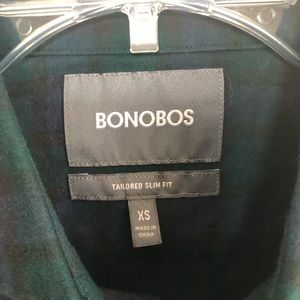 BONOBOS
TAILORED SLIM FIT
XS
MADE IN
CHINA